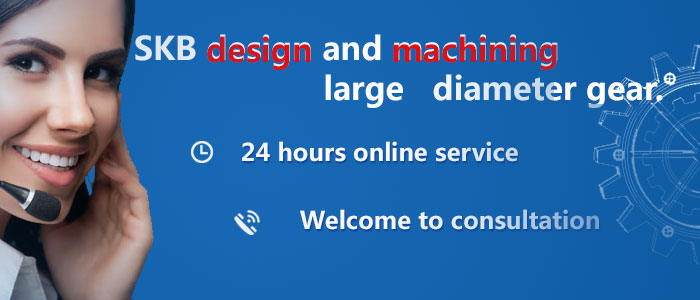 SKB design and machining
large diameter gear.
24 hours online service
Welcome to consultation